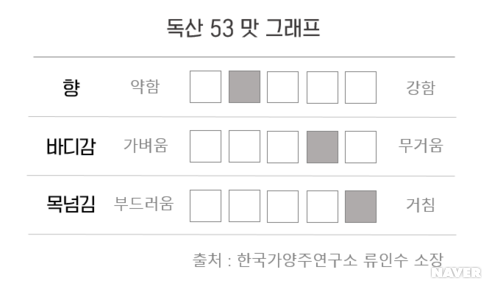 독산 53 맛 그래프
향 약함 강함
바디감 가벼움 무거움
목넘김 부드러움 거침
출처 : 한국가양주연구소 류인수 소장
NAVER